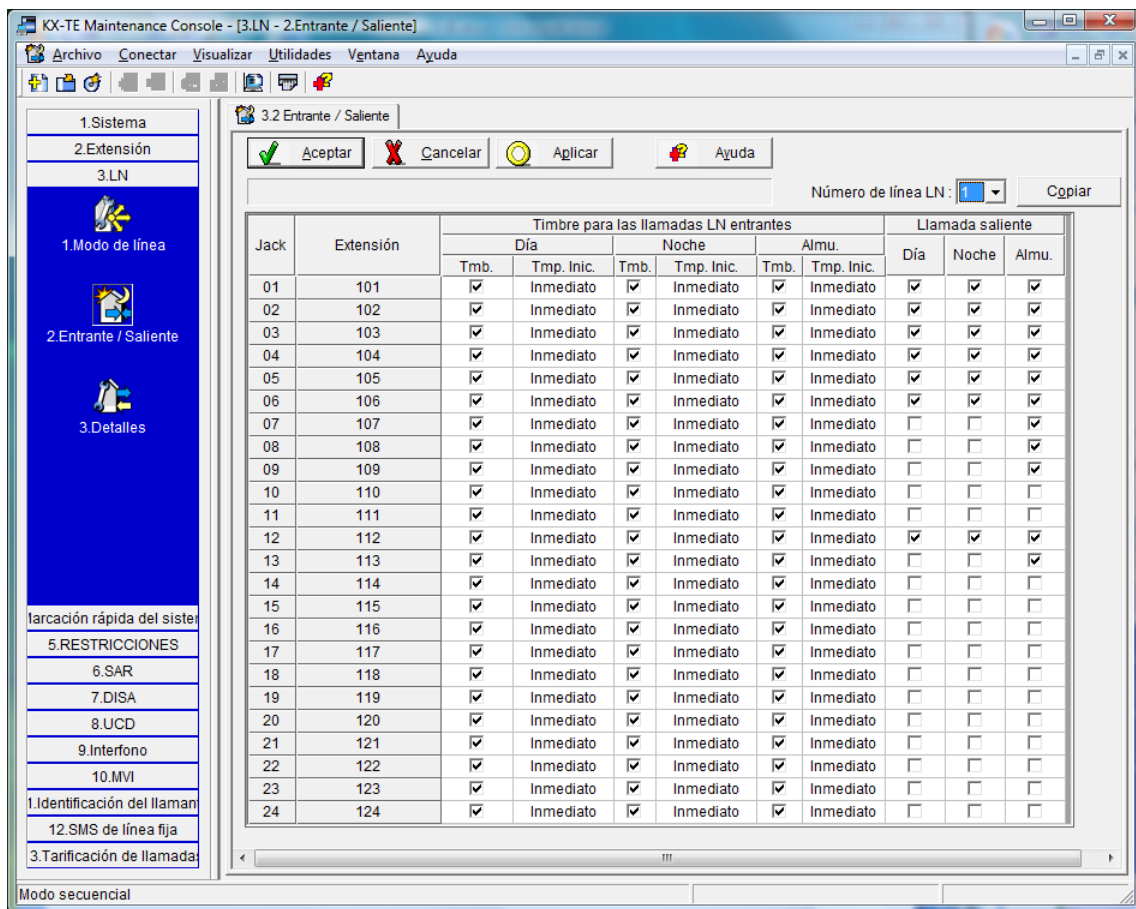 KX-TE Maintenance Console - [3.LN - 2.Entrante / Saliente]
Archivo Conectar Visualizar Utilidades Ventana Ayuda
1.Sistema
2.Extensión
3.LN
1.Modo de línea
2.Entrante / Saliente
3.Detalles
Marcación rápida del sister
5.RESTRICCIONES
6.SAR
7.DISA
8.UCD
9.Interfono
10.MVI
1.Identificación del llaman
12.SMS de línea fija
3.Tarificación de llamada
3.2 Entrante / Saliente
Aceptar Cancelar Aplicar Ayuda
Número de línea LN : 1 Copiar
Jack Extensión Timbre para las llamadas LN entrantes Llamada saliente
Día Noche Almu. Día Noche Almu.
Tmb. Tmp. Inic. Tmb. Tmp. Inic. Tmb. Tmp. Inic.
01 101 Inmediato Inmediato Inmediato
02 102 Inmediato Inmediato Inmediato
03 103 Inmediato Inmediato Inmediato
04 104 Inmediato Inmediato Inmediato
05 105 Inmediato Inmediato Inmediato
06 106 Inmediato Inmediato Inmediato
07 107 Inmediato Inmediato Inmediato
08 108 Inmediato Inmediato Inmediato
09 109 Inmediato Inmediato Inmediato
10 110 Inmediato Inmediato Inmediato
11 111 Inmediato Inmediato Inmediato
12 112 Inmediato Inmediato Inmediato
13 113 Inmediato Inmediato Inmediato
14 114 Inmediato Inmediato Inmediato
15 115 Inmediato Inmediato Inmediato
16 116 Inmediato Inmediato Inmediato
17 117 Inmediato Inmediato Inmediato
18 118 Inmediato Inmediato Inmediato
19 119 Inmediato Inmediato Inmediato
20 120 Inmediato Inmediato Inmediato
21 121 Inmediato Inmediato Inmediato
22 122 Inmediato Inmediato Inmediato
23 123 Inmediato Inmediato Inmediato
24 124 Inmediato Inmediato Inmediato
Modo secuencial